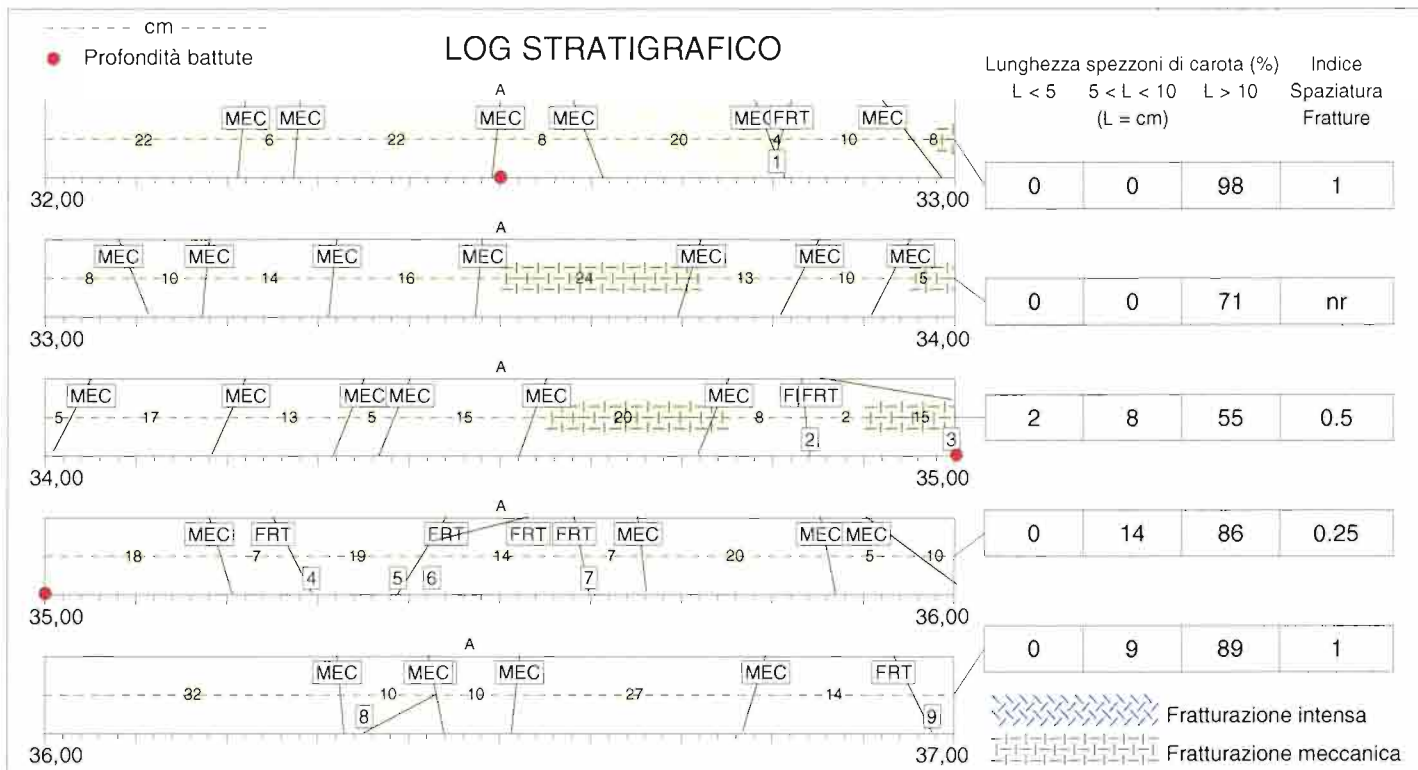 cm
Profondità battute
LOG STRATIGRAFICO
Lunghezza spezzoni di carota (%) Indice
L < 5 5 < L < 10 L > 10 Spaziatura
(L = cm) Fratture
A
MEC MEC MEC MEC MEC FRT MEC
22 6 22 8 20 4 10 8
1
32,00 33,00
0 0 98 1
A
MEC MEC MEC MEC MEC MEC MEC
8 10 14 16 24 13 10 5
33,00 34,00
0 0 71 nr
MEC MEC MEC MEC MEC MEC FRT
5 17 13 5 15 20 8 2 15
2 3
34,00 35,00
2 8 55 0.5
A
MEC FRT FRT FRT FRT MEC MEC MEC
18 7 19 14 7 20 5 10
4 5 6 7
35,00 36,00
0 14 86 0.25
A
MEC MEC MEC MEC FRT
32 10 10 27 14
8 9
36,00 37,00
0 9 89 1
Fratturazione intensa
Fratturazione meccanica